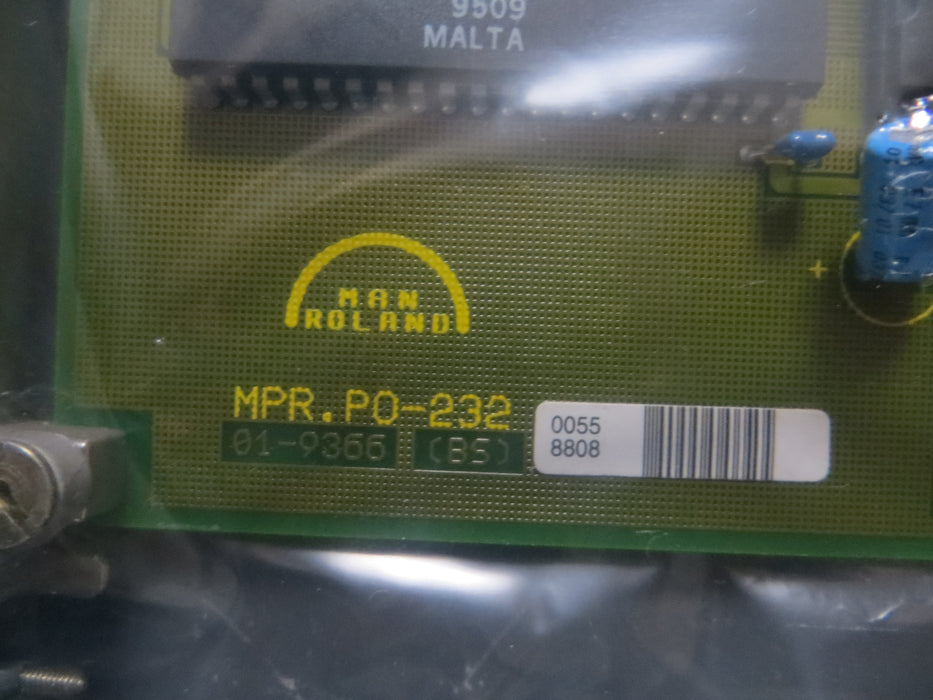 9509
MALTA
MAN
ROLAND
MPR.PO-232
01-9366 (BS)
0055
8808